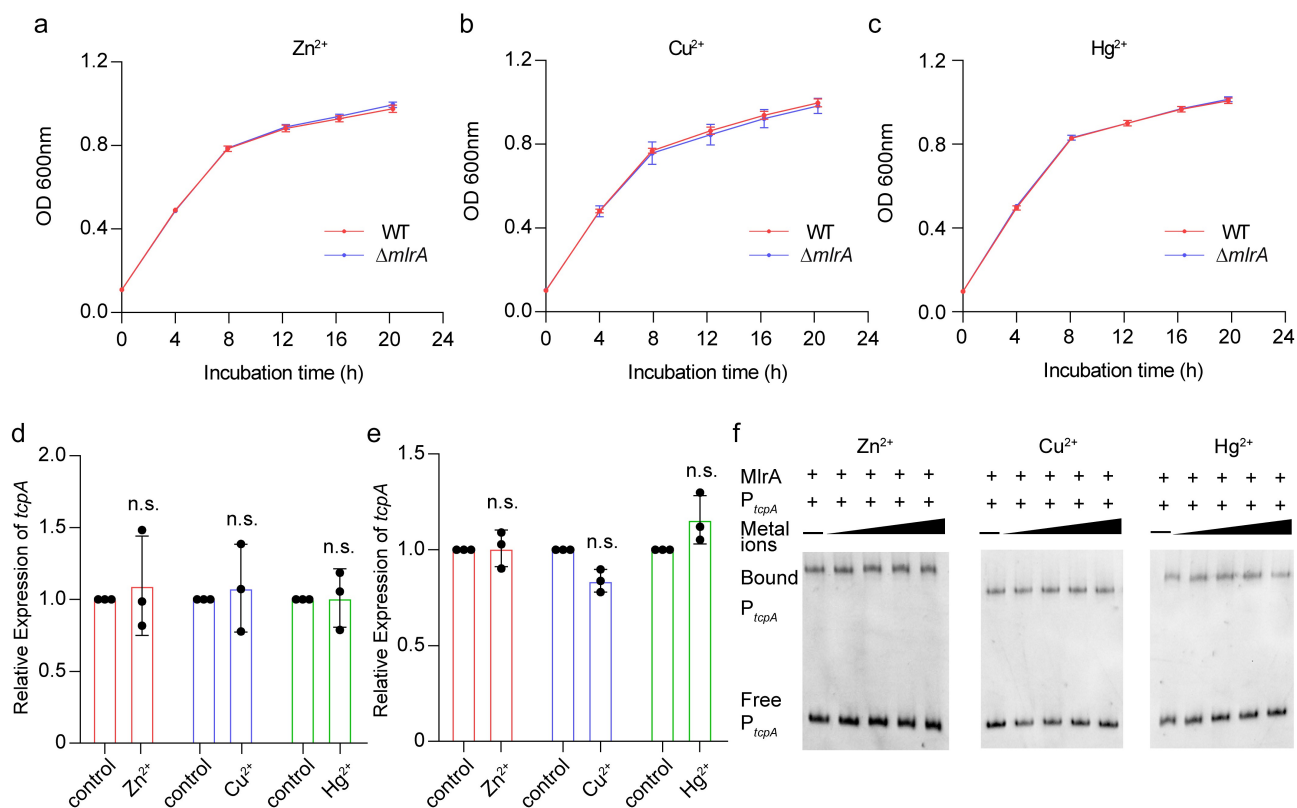 a
Zn²⁺
1.2
0.8
0.4
0.0
OD 600nm
WT
ΔmlrA
0 4 8 12 16 20 24
Incubation time (h)
b
Cu²⁺
1.2
0.8
0.4
0.0
OD 600nm
WT
ΔmlrA
0 4 8 12 16 20 24
Incubation time (h)
c
Hg²⁺
1.2
0.8
0.4
0.0
OD 600nm
WT
ΔmlrA
0 4 8 12 16 20 24
Incubation time (h)
d
Relative Expression of tcpA
2.0
1.5
1.0
0.5
0
n.s. n.s. n.s.
control Zn²⁺ control Cu²⁺ control Hg²⁺
e
Relative Expression of tcpA
1.5
1.0
0.5
0
n.s. n.s. n.s.
control Zn²⁺ control Cu²⁺ control Hg²⁺
f
Zn²⁺ Cu²⁺ Hg²⁺
MlrA + + + + + + + + + + + + + + +
PtcpA + + + + + + + + + + + + + + +
Metal
ions
Bound
PtcpA
Free
PtcpA